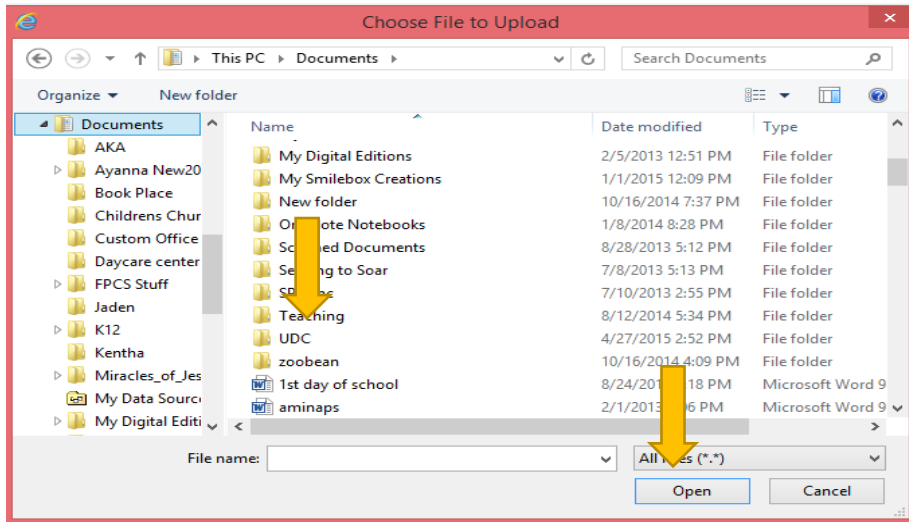 Choose File to Upload
This PC Documents Search Documents
Organize New folder
Documents
AKA
Ayanna New20
Book Place
Childrens Chur
Custom Office
Daycare center
FPCS Stuff
Jaden
K12
Kentha
Miracles_of_Jes
My Data Source
My Digital Editi
Name Date modified Type
My Digital Editions 2/5/2013 12:51 PM File folder
My Smilebox Creations 1/1/2015 12:09 PM File folder
New folder 10/16/2014 7:37 PM File folder
Notebooks 1/8/2014 8:28 PM File folder
Documents 8/28/2013 5:12 PM File folder
to Soar 7/8/2013 5:13 PM File folder
7/10/2013 2:55 PM File folder
Teaching 8/12/2014 5:34 PM File folder
UDC 4/27/2015 2:52 PM File folder
zoobean 10/16/2014 4:09 PM File folder
1st day of school PM Microsoft Word 9
aminaps PM Microsoft Word 9
File name: All (*.*)
Open Cancel